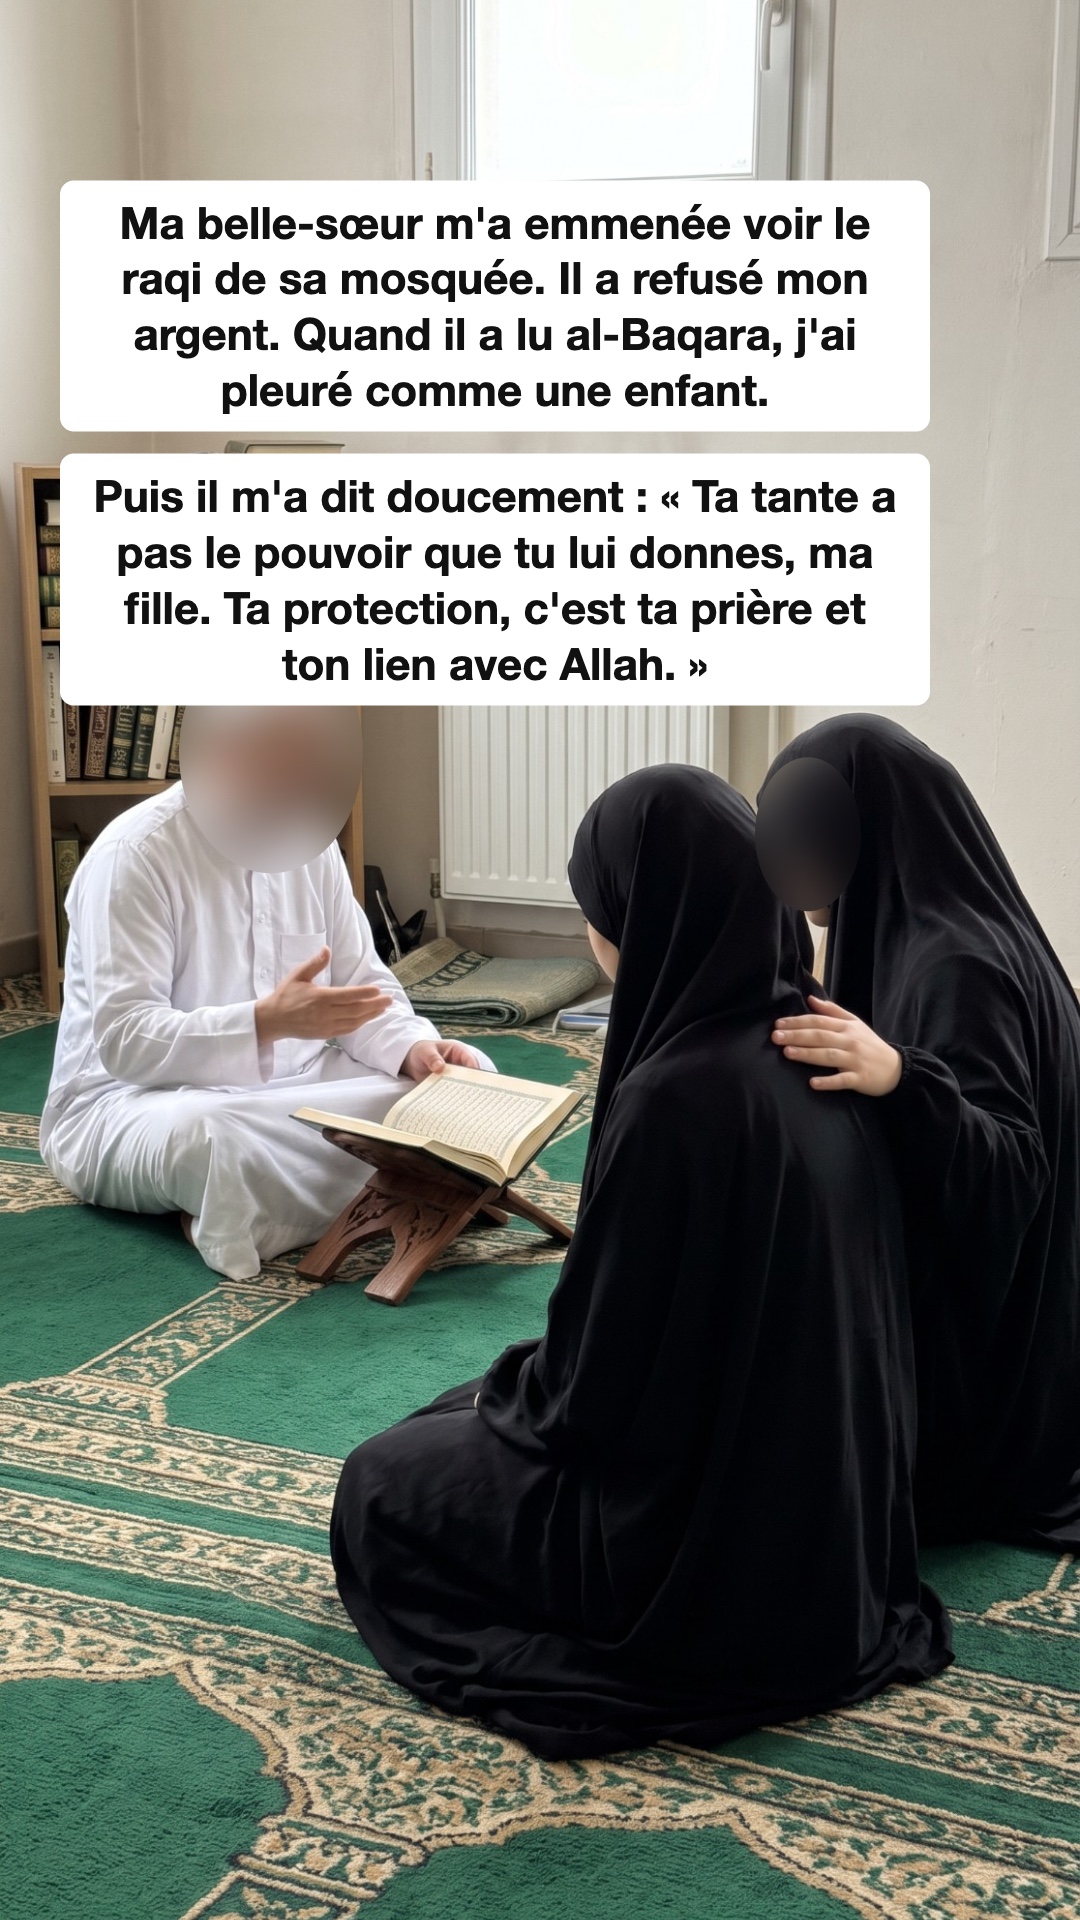 Ma belle-sœur m'a emmenée voir le
raqi de sa mosquée. Il a refusé mon
argent. Quand il a lu al-Baqara, j'ai
pleuré comme une enfant.
Puis il m'a dit doucement : « Ta tante a
pas le pouvoir que tu lui donnes, ma
fille. Ta protection, c'est ta prière et
ton lien avec Allah. »